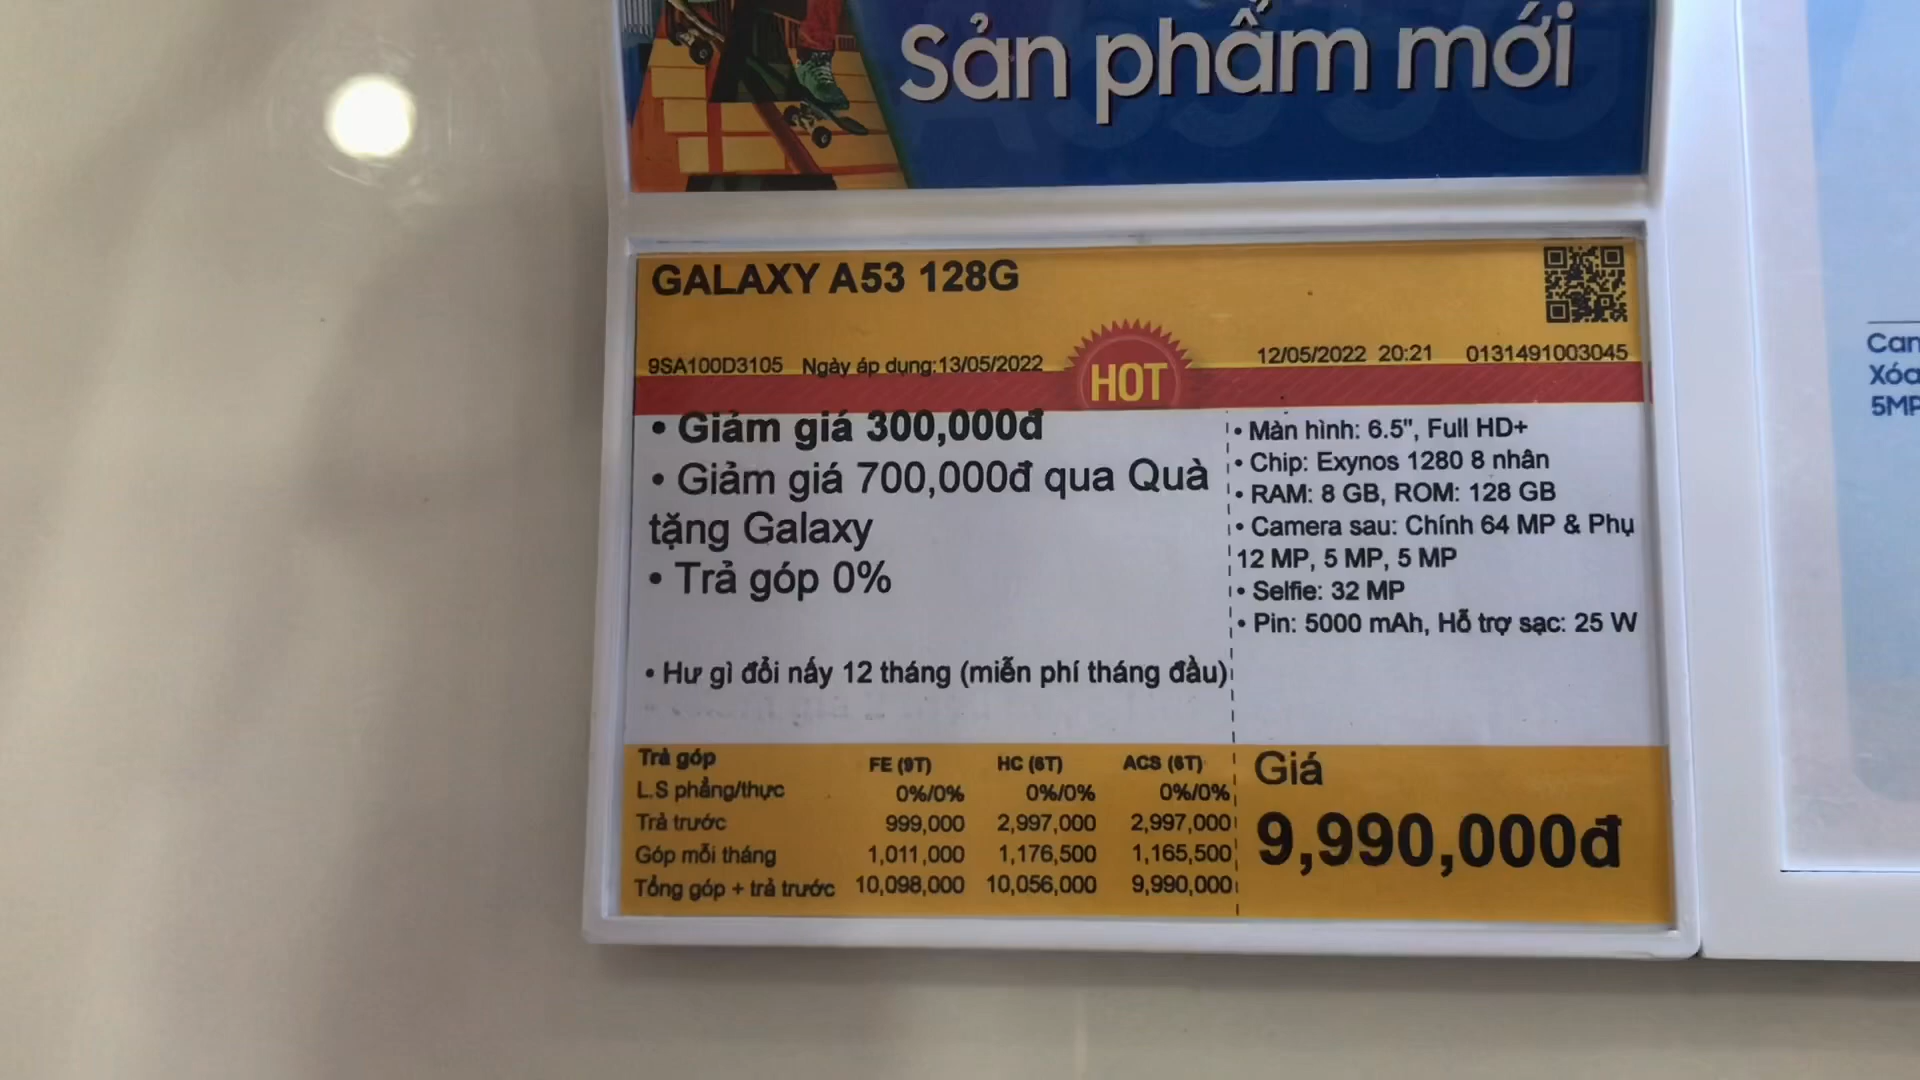 Sản phẩm mới
GALAXY A53 128G
9SA100D3105 Ngày áp dụng:13/05/2022
HOT
12/05/2022 20:21 0131491003045
• Giảm giá 300,000đ
• Giảm giá 700,000đ qua Quà
tặng Galaxy
• Trả góp 0%
• Hư gì đổi nấy 12 tháng (miễn phí tháng đầu)
• Màn hình: 6.5", Full HD+
• Chip: Exynos 1280 8 nhân
• RAM: 8 GB, ROM: 128 GB
• Camera sau: Chính 64 MP & Phụ
12 MP, 5 MP, 5 MP
• Selfie: 32 MP
• Pin: 5000 mAh, Hỗ trợ sạc: 25 W
Trả góp FE (9T) HC (6T) ACS (6T)
L.S phẳng/thực 0%/0% 0%/0% 0%/0%
Trả trước 999,000 2,997,000 2,997,000
Góp mỗi tháng 1,011,000 1,176,500 1,165,500
Tổng góp + trả trước 10,098,000 10,056,000 9,990,000
Giá
9,990,000đ
Xóa
5MP